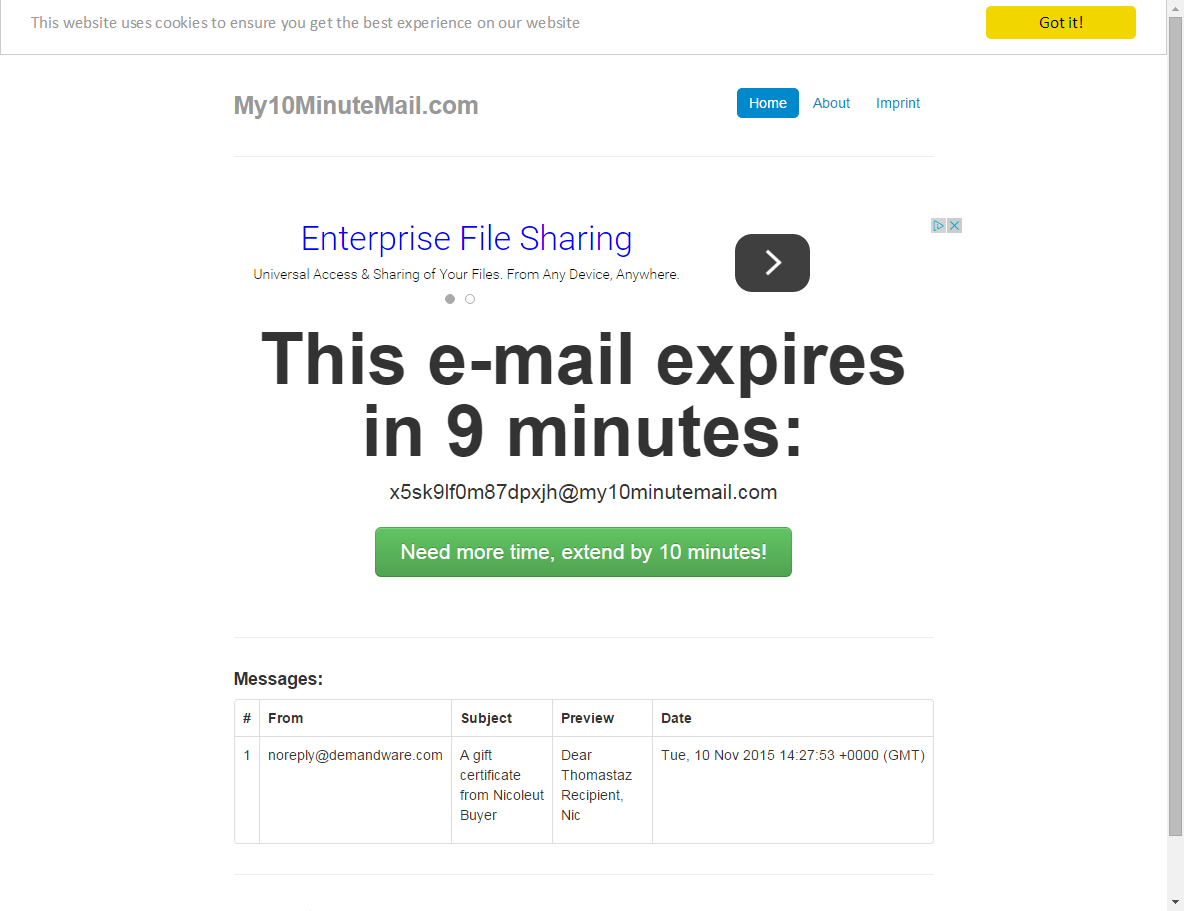 This website uses cookies to ensure you get the best experience on our website
Got it!
My10MinuteMail.com
Home
About
Imprint
Enterprise File Sharing
Universal Access & Sharing of Your Files. From Any Device, Anywhere.
This e-mail expires
in 9 minutes:
x5sk9lf0m87dpxjh@my10minutemail.com
Need more time, extend by 10 minutes!
Messages:
# From Subject Preview Date
1 noreply@demandware.com A gift Dear Tue, 10 Nov 2015 14:27:53 +0000 (GMT)
certificate Thomastaz
from Nicoleut Recipient,
Buyer Nic